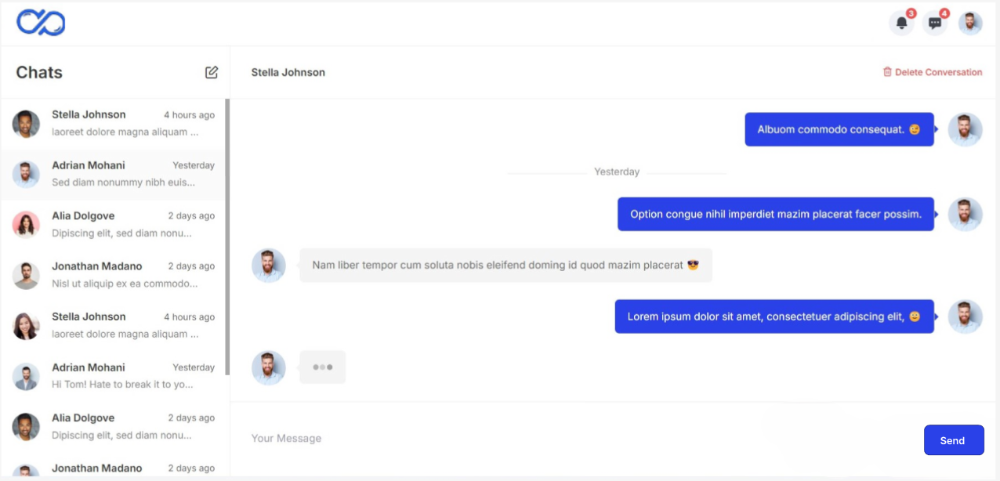 3
4
Chats
Stella Johnson
Delete Conversation
Stella Johnson 4 hours ago
laoreet dolore magna aliquam ...
Adrian Mohani Yesterday
Sed diam nonummy nibh euis...
Alia Dolgove 2 days ago
Dipiscing elit, sed diam nonu...
Jonathan Madano 2 days ago
Nisl ut aliquip ex ea commodo...
Stella Johnson 4 hours ago
laoreet dolore magna aliquam ...
Adrian Mohani Yesterday
Hi Tom! Hate to break it to yo...
Alia Dolgove 2 days ago
Dipiscing elit, sed diam nonu...
Jonathan Madano 2 days ago
Albuom commodo consequat. 😉
Yesterday
Option congue nihil imperdiet mazim placerat facer possim.
Nam liber tempor cum soluta nobis eleifend doming id quod mazim placerat 😎
Lorem ipsum dolor sit amet, consectetuer adipiscing elit, 😀
Your Message
Send